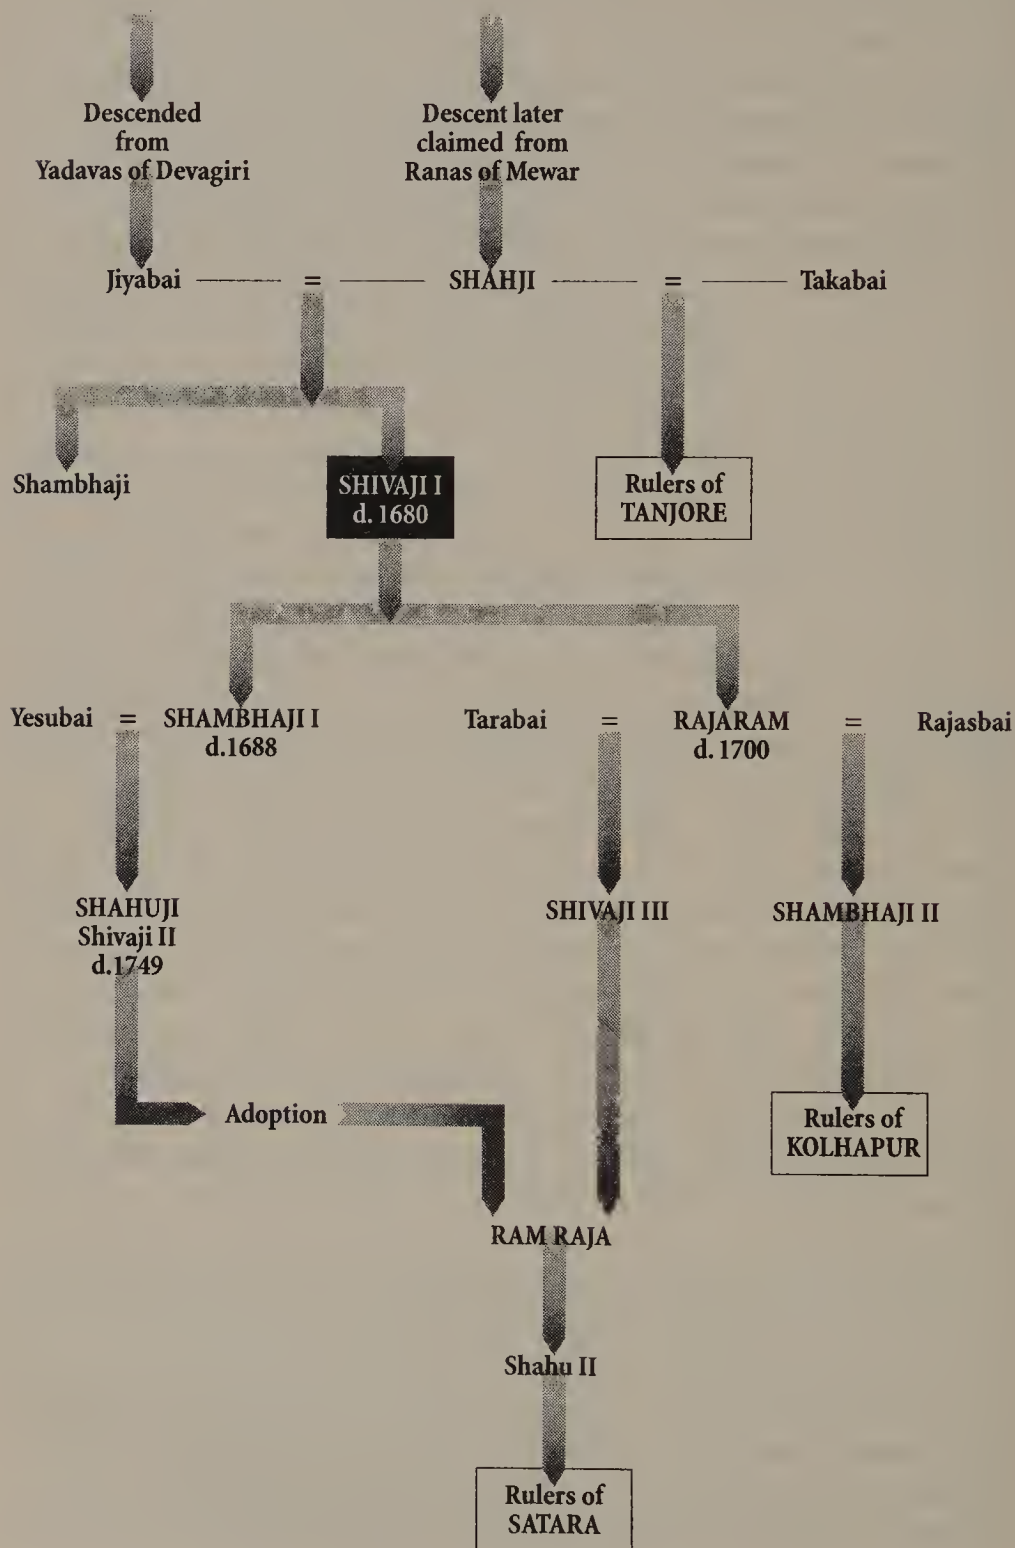 Descended
from
Yadavas of Devagiri
Descent later
claimed from
Ranas of Mewar
Jiyabai = SHAHJI = Takabai
Shambhaji
SHIVAJI I
d. 1680
Rulers of
TANJORE
Yesubai = SHAMBHAJI I
d.1688
Tarabai = RAJARAM = Rajasbai
d. 1700
SHAHUJI
Shivaji II
d.1749
SHIVAJI III
SHAMBHAJI II
Adoption
Rulers of
KOLHAPUR
RAM RAJA
Shahu II
Rulers of
SATARA